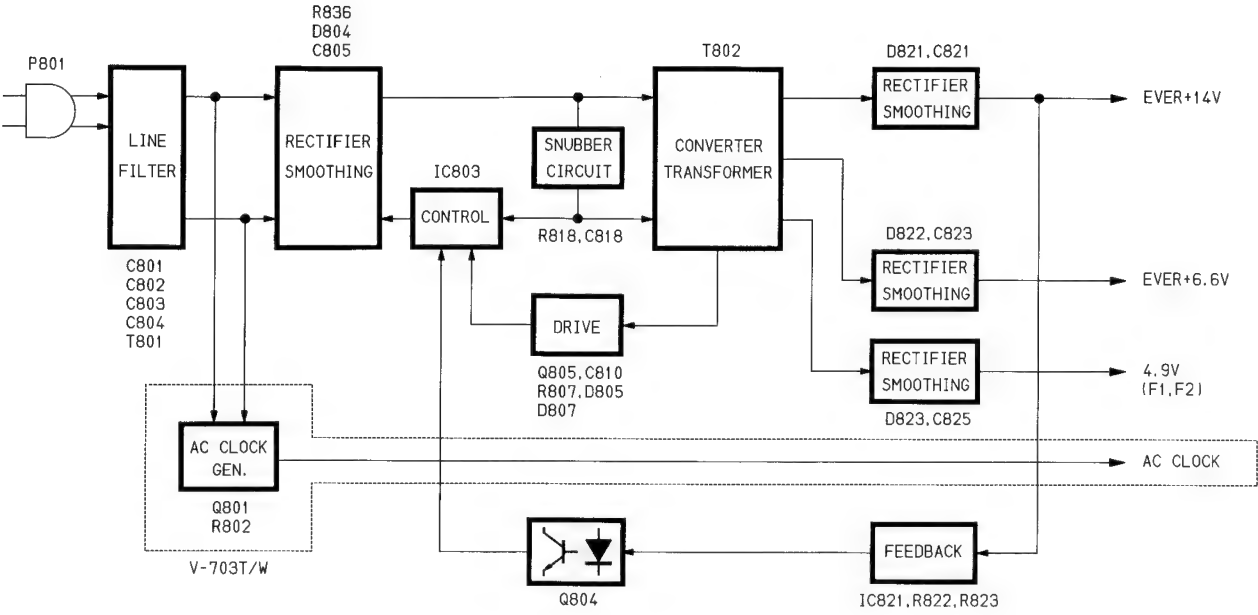 R836
D804
C805
P801
T802
D821,C821
LINE
FILTER
RECTIFIER
SMOOTHING
SNUBBER
CIRCUIT
CONVERTER
TRANSFORMER
RECTIFIER
SMOOTHING
EVER+14V
IC803
CONTROL
R818,C818
D822,C823
RECTIFIER
SMOOTHING
EVER+6.6V
C801
C802
C803
C804
T801
DRIVE
Q805,C810
R807,D805
D807
RECTIFIER
SMOOTHING
4.9V
(F1,F2)
D823,C825
AC CLOCK
GEN.
AC CLOCK
Q801
R802
V-703T/W
Q804
FEEDBACK
IC821,R822,R823